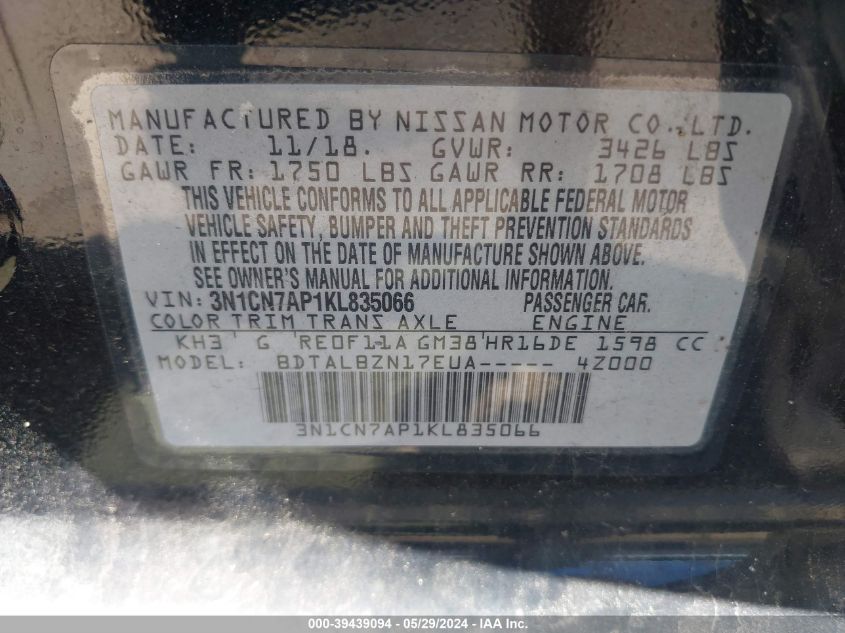 MANUFACTURED BY NISSAN MOTOR CO., LTD.
DATE: 11/18. GVWR: 3426 LBS
GAWR FR: 1750 LBS GAWR RR: 1708 LBS
THIS VEHICLE CONFORMS TO ALL APPLICABLE FEDERAL MOTOR
VEHICLE SAFETY, BUMPER AND THEFT PREVENTION STANDARDS
IN EFFECT ON THE DATE OF MANUFACTURE SHOWN ABOVE.
SEE OWNER'S MANUAL FOR ADDITIONAL INFORMATION.
VIN: 3N1CN7AP1KL835066 PASSENGER CAR.
COLOR TRIM TRANS AXLE ENGINE
KH3 G RE0F11A GM38 HR16DE 1598 CC
MODEL: BDTALBZN17EUA----- 4Z000
3N1CN7AP1KL835066
000-39439094 - 05/29/2024 - IAAI.COM